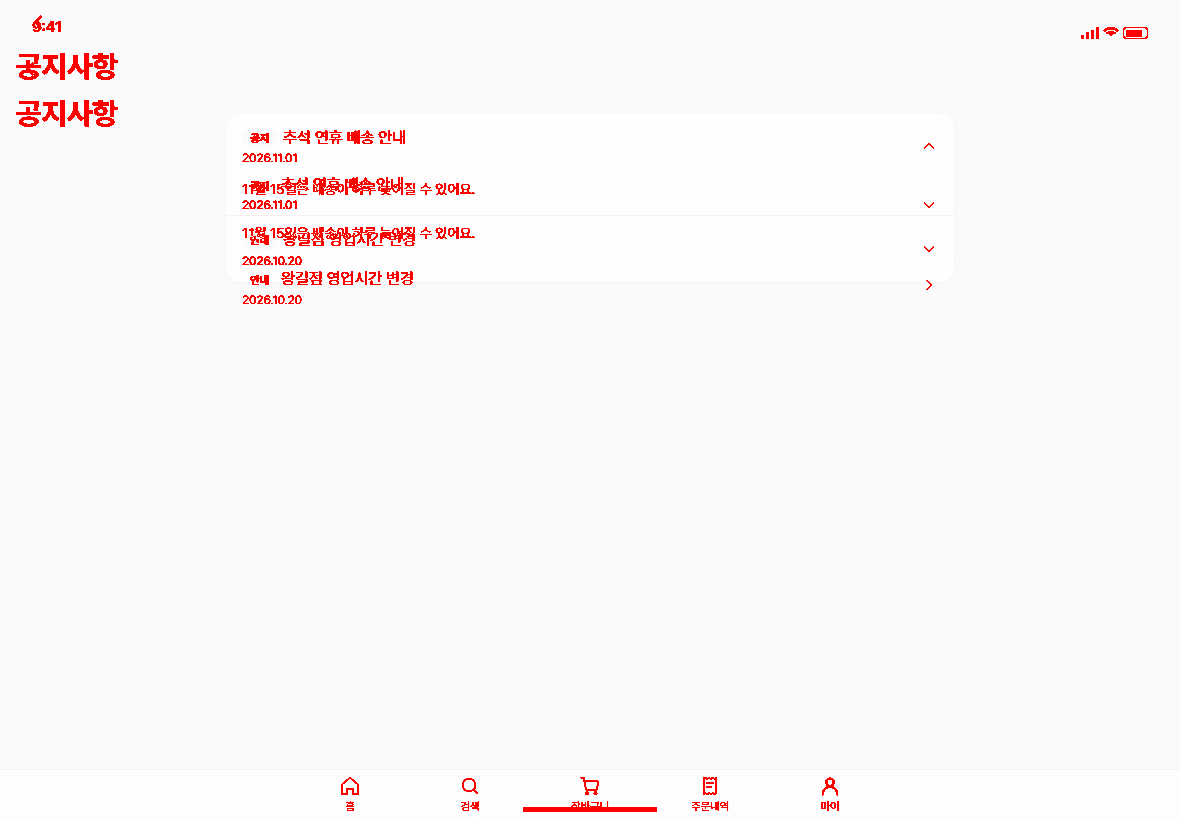 9:41
공지사항
공지사항
공지 추석 연휴 배송 안내
2026.11.01
공지 추석 연휴 배송 안내
11월 15일은 배송이 하루 늦어질 수 있어요.
2026.11.01
11월 15일은 배송이 하루 늦어질 수 있어요.
안내 왕길점 영업시간 변경
2026.10.20
안내 왕길점 영업시간 변경
2026.10.20
홈 검색 장바구니 주문내역 마이